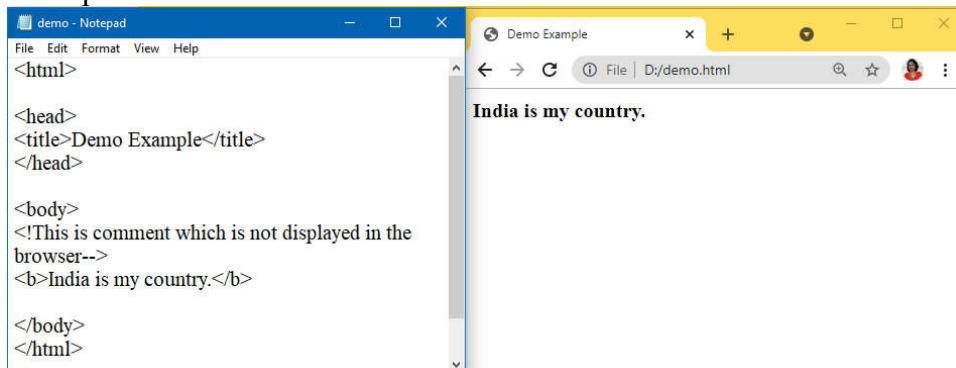 demo - Notepad
File Edit Format View Help
<html>
<head>
<title>Demo Example</title>
</head>
<body>
<!This is comment which is not displayed in the
browser-->
<b>India is my country.</b>
</body>
</html>
Demo Example
File D:/demo.html
India is my country.